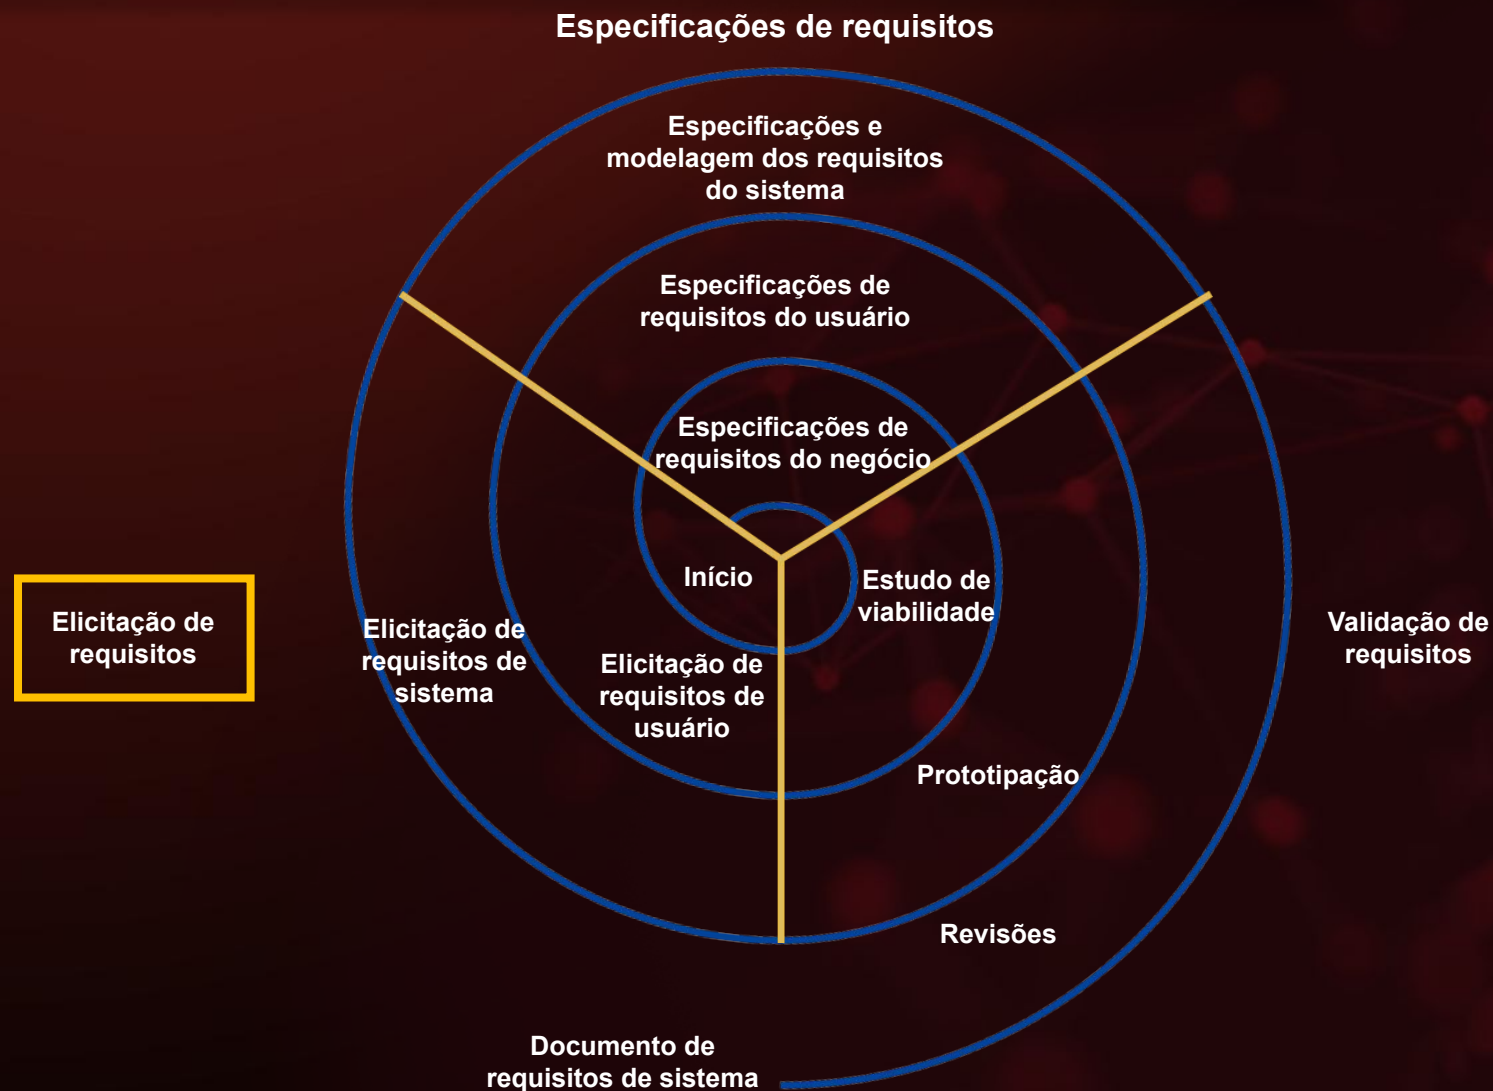 Especificações de requisitos
Especificações e
modelagem dos requisitos
do sistema
Especificações de
requisitos do usuário
Especificações de
requisitos do negócio
Início
Estudo de
viabilidade
Elicitação de
requisitos
Elicitação de
requisitos de
sistema
Elicitação de
requisitos de
usuário
Validação de
requisitos
Prototipação
Revisões
Documento de
requisitos de sistema